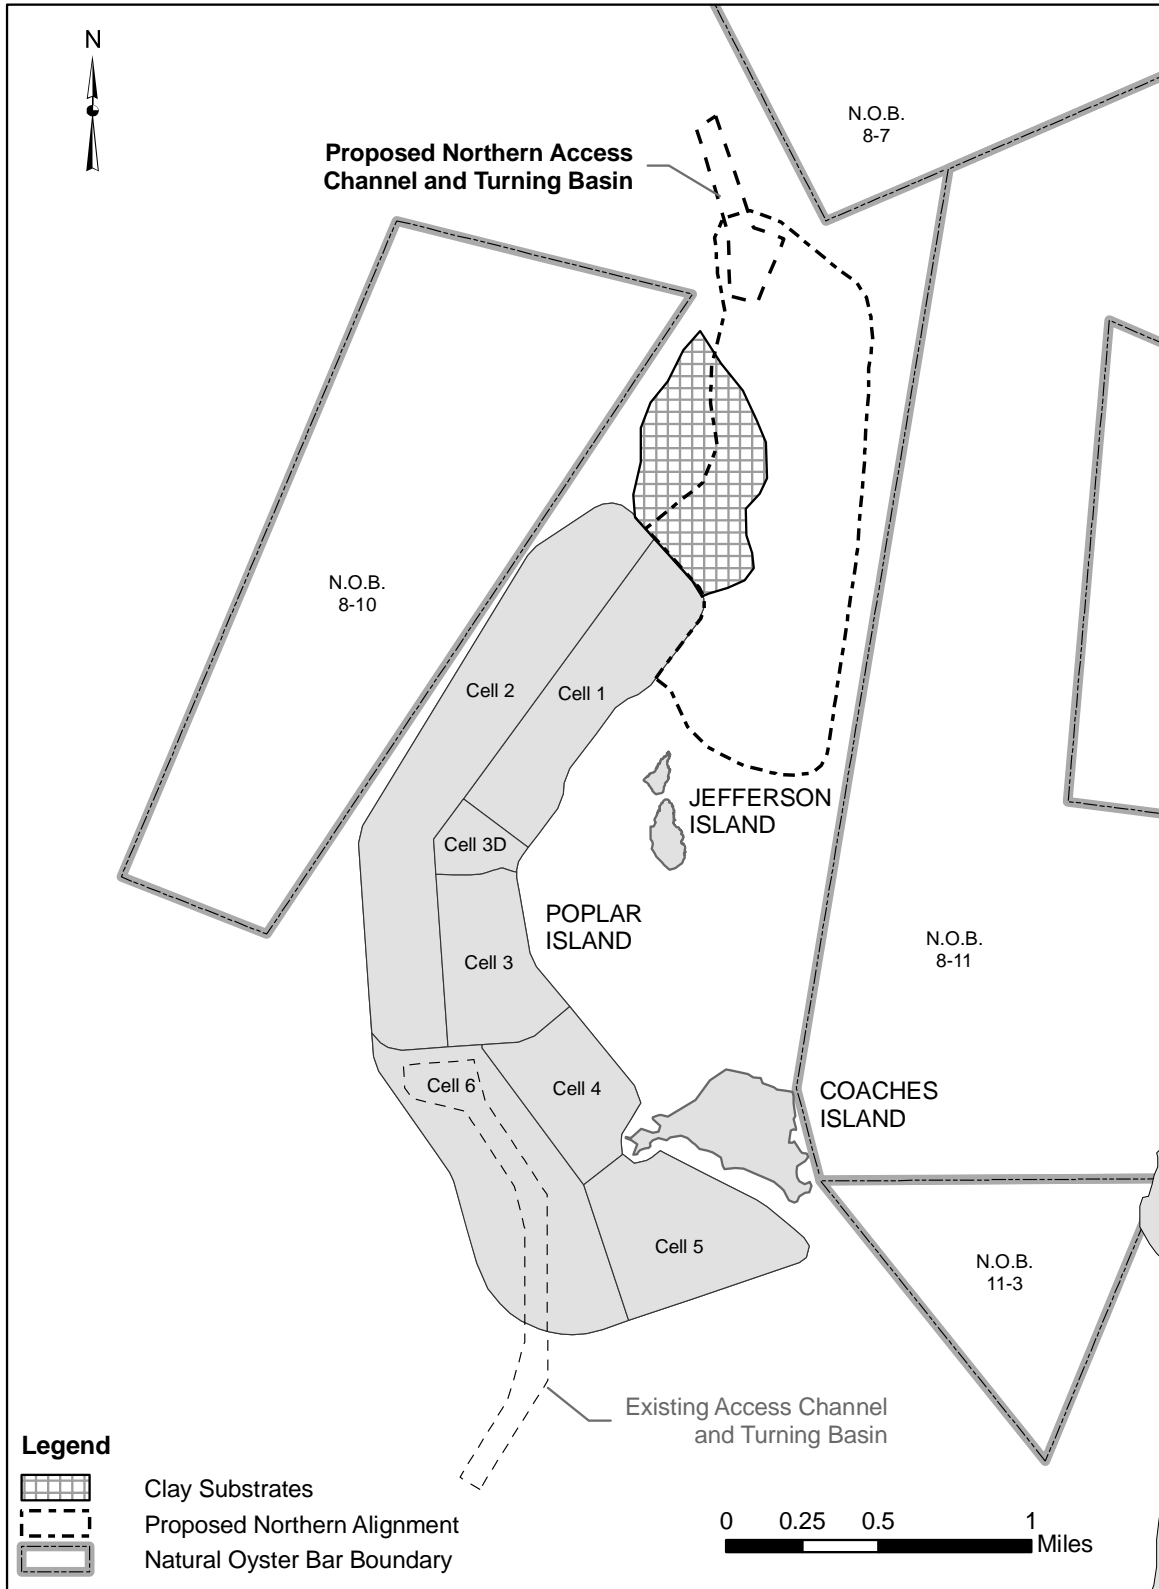 N
N.O.B.
8-7
Proposed Northern Access
Channel and Turning Basin
N.O.B.
8-10
Cell 2
Cell 1
JEFFERSON
ISLAND
Cell 3D
POPLAR
ISLAND
Cell 3
N.O.B.
8-11
Cell 6
Cell 4
COACHES
ISLAND
Cell 5
N.O.B.
11-3
Existing Access Channel
and Turning Basin
Legend
Clay Substrates
Proposed Northern Alignment
Natural Oyster Bar Boundary
0 0.25 0.5 1
Miles